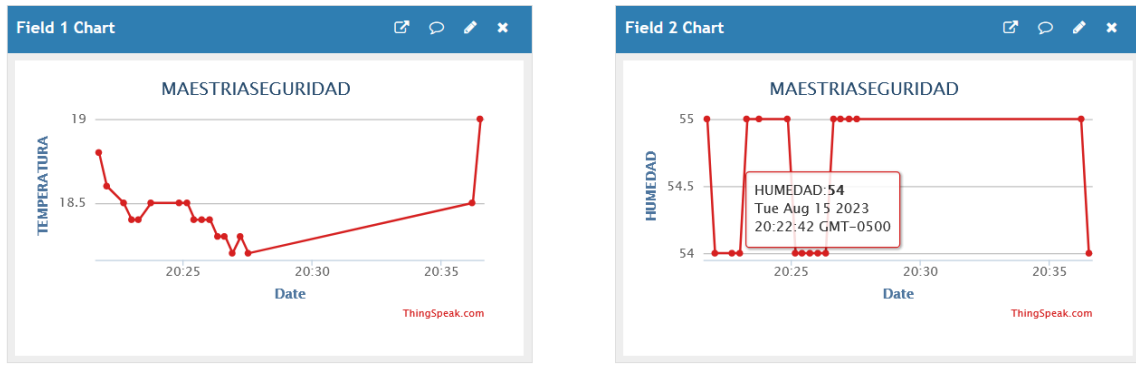 Field 1 Chart
MAESTRIASEGURIDAD
19
18.5
TEMPERATURA
20:25 20:30 20:35
Date
ThingSpeak.com
Field 2 Chart
MAESTRIASEGURIDAD
55
54.5
54
HUMEDAD
HUMEDAD:54
Tue Aug 15 2023
20:22:42 GMT-0500
20:25 20:30 20:35
Date
ThingSpeak.com